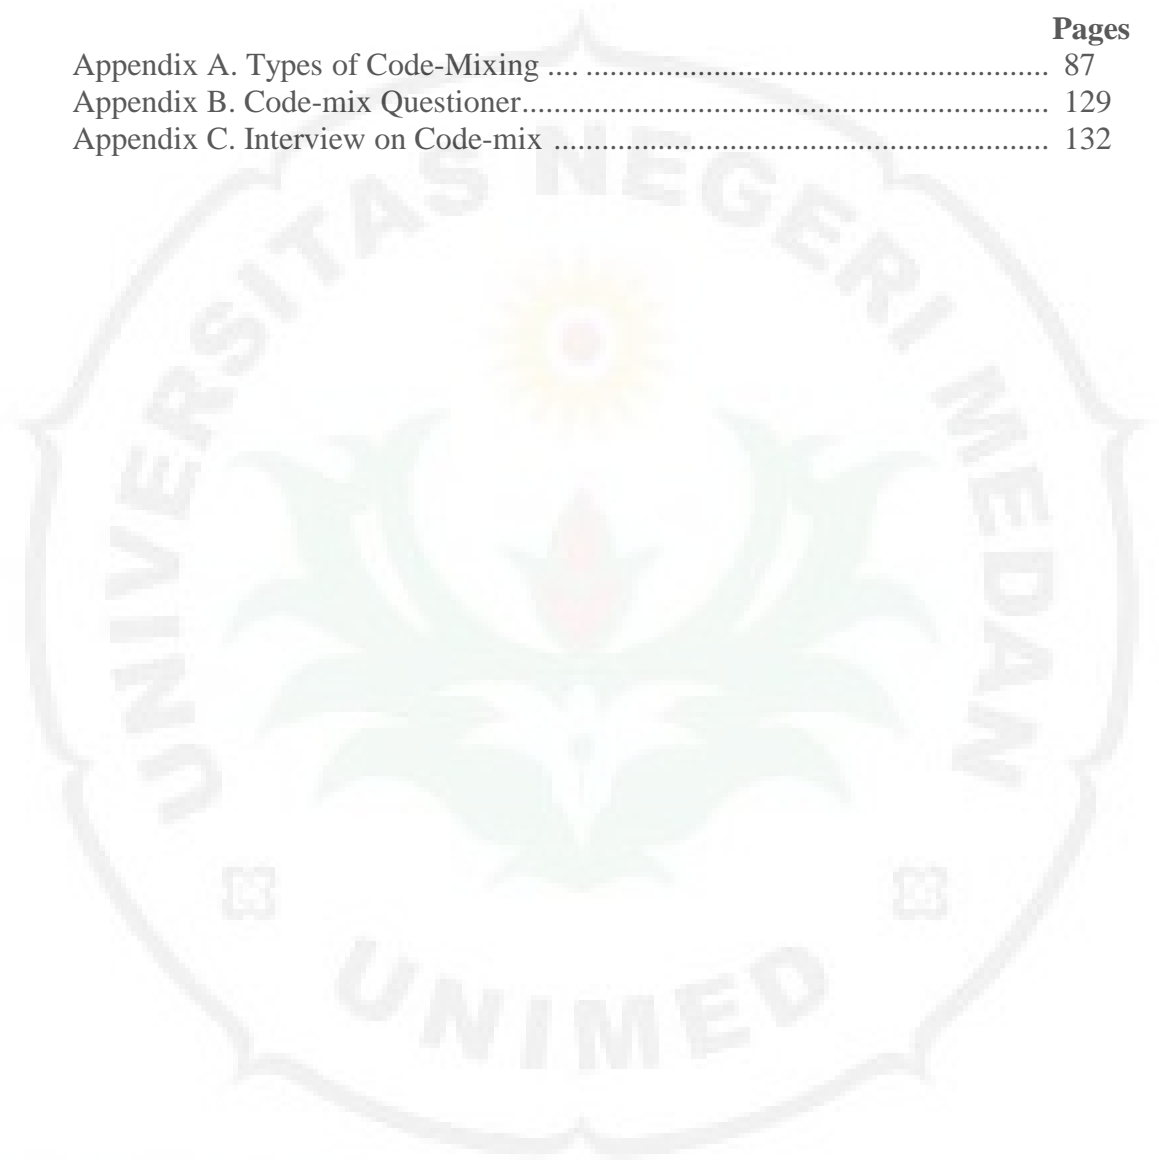 Pages
Appendix A. Types of Code-Mixing .... .......................................................... 87
Appendix B. Code-mix Questioner.................................................................. 129
Appendix C. Interview on Code-mix .............................................................. 132
UNIVERSITAS NEGERI MEDAN
UNIMED